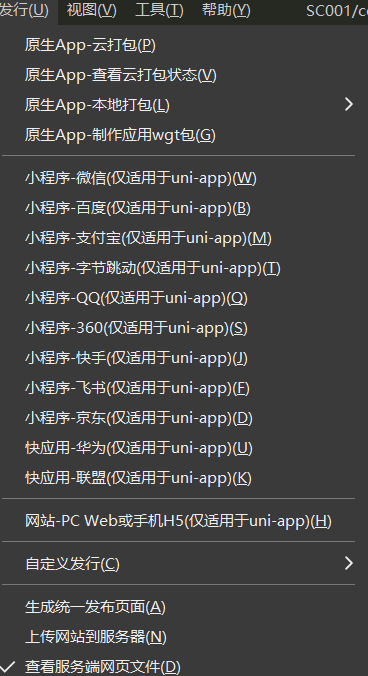 发行(U) 视图(V) 工具(T) 帮助(Y) SC001/c
原生App-云打包(P)
原生App-查看云打包状态(V)
原生App-本地打包(L)
原生App-制作应用wgt包(G)
小程序-微信(仅适用于uni-app)(W)
小程序-百度(仅适用于uni-app)(B)
小程序-支付宝(仅适用于uni-app)(M)
小程序-字节跳动(仅适用于uni-app)(T)
小程序-QQ(仅适用于uni-app)(Q)
小程序-360(仅适用于uni-app)(S)
小程序-快手(仅适用于uni-app)(J)
小程序-飞书(仅适用于uni-app)(F)
小程序-京东(仅适用于uni-app)(D)
快应用-华为(仅适用于uni-app)(U)
快应用-联盟(仅适用于uni-app)(K)
网站-PC Web或手机H5(仅适用于uni-app)(H)
自定义发行(C)
生成统一发布页面(A)
上传网站到服务器(N)
查看服务端网页文件(D)